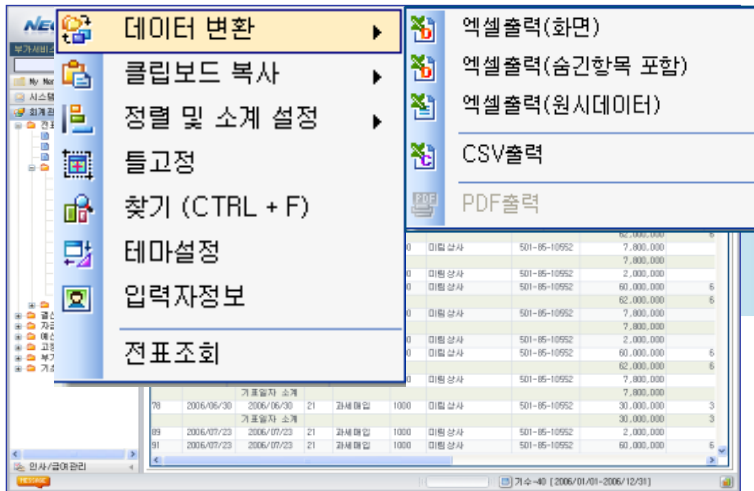 데이터 변환
클립보드 복사
정렬 및 소계 설정
틀고정
찾기 (CTRL + F)
테마설정
입력자정보
전표조회
엑셀출력(화면)
엑셀출력(숨긴항목 포함)
엑셀출력(원시데이터)
CSV출력
PDF출력
부가서비스
시스템
회계관
62,000,000 6
미림상사 501-85-10552 7,800,000
7,800,000
미림상사 501-85-10552 2,000,000
미림상사 501-85-10552 60,000,000 6
62,000,000 6
미림상사 501-85-10552 7,800,000
7,800,000
미림상사 501-85-10552 2,000,000
미림상사 501-85-10552 60,000,000 6
62,000,000 6
미림상사 501-85-10552 7,800,000
기표일자 소계 7,800,000
78 2006/06/30 2006/06/30 21 과세매입 1000 미림상사 501-85-10552 30,000,000 3
기표일자 소계 30,000,000 3
89 2006/07/23 2006/07/23 21 과세매입 1000 미림상사 501-85-10552 2,000,000
91 2006/07/23 2006/07/23 21 과세매입 1000 미림상사 501-85-10552 60,000,000 6
인사/급여관리
MESSAGE
기수-40 [2006/01/01-2006/12/31]